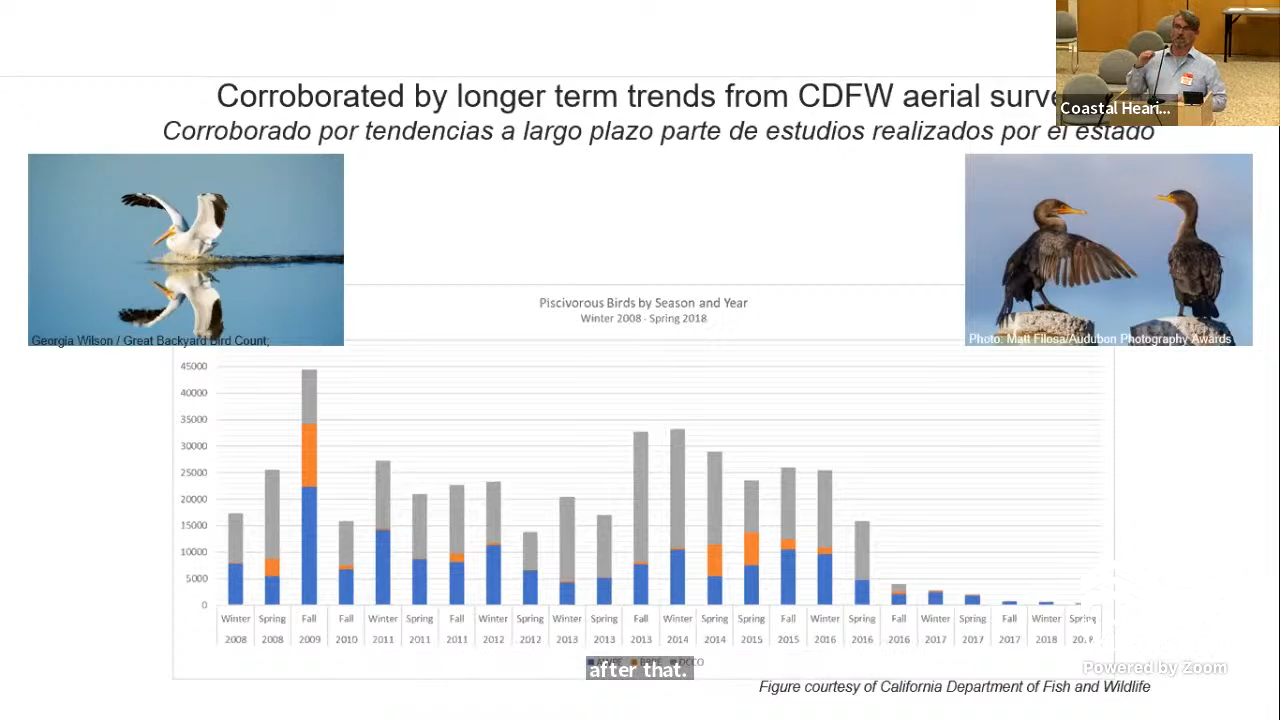 Corroborated by longer term trends from CDFW aerial surve
Coastal Heari...
Corroborado por tendencias a largo plazo parte de estudios realizados por el estado
Georgia Wilson / Great Backyard Bird Count;
Photo: Matt Filosa/Audubon Photography Awards
Piscivorous Birds by Season and Year
Winter 2008 - Spring 2018
45000
40000
35000
30000
25000
20000
15000
10000
5000
0
Winter Spring Fall Fall Winter Spring Fall Winter Spring Winter Spring Fall Winter Spring Spring Fall Winter Spring Fall Winter Spring Fall Winter Spring
2008 2008 2009 2010 2011 2011 2011 2012 2012 2013 2013 2013 2014 2014 2015 2015 2016 2016 2016 2017 2017 2017 2018
DCCO
after that.
Powered by Zoom
Figure courtesy of California Department of Fish and Wildlife